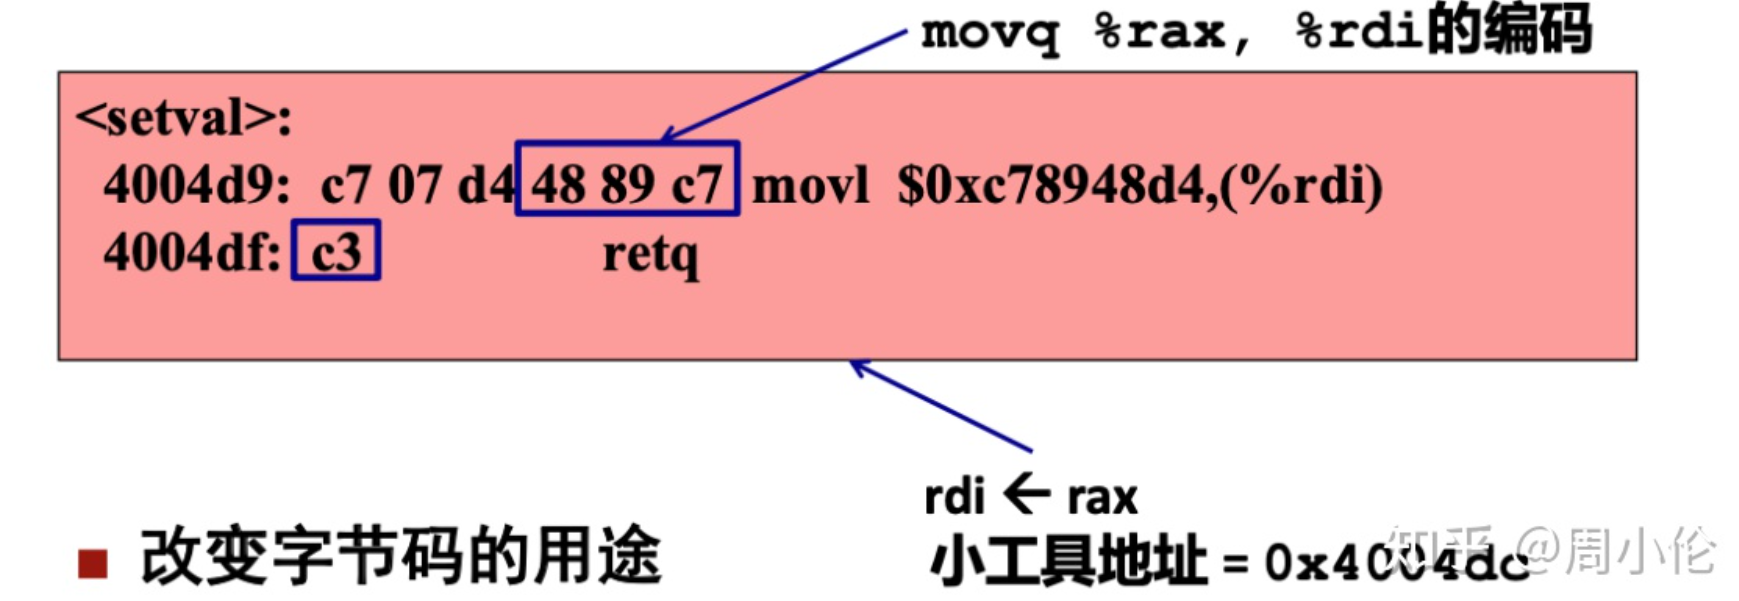 movq %rax, %rdi的编码
<setval>:
4004d9: c7 07 d4 48 89 c7 movl $0xc78948d4,(%rdi)
4004df: c3 retq
rdi ← rax
■ 改变字节码的用途
小工具地址 = 0x4004dc
知乎 @周小伦